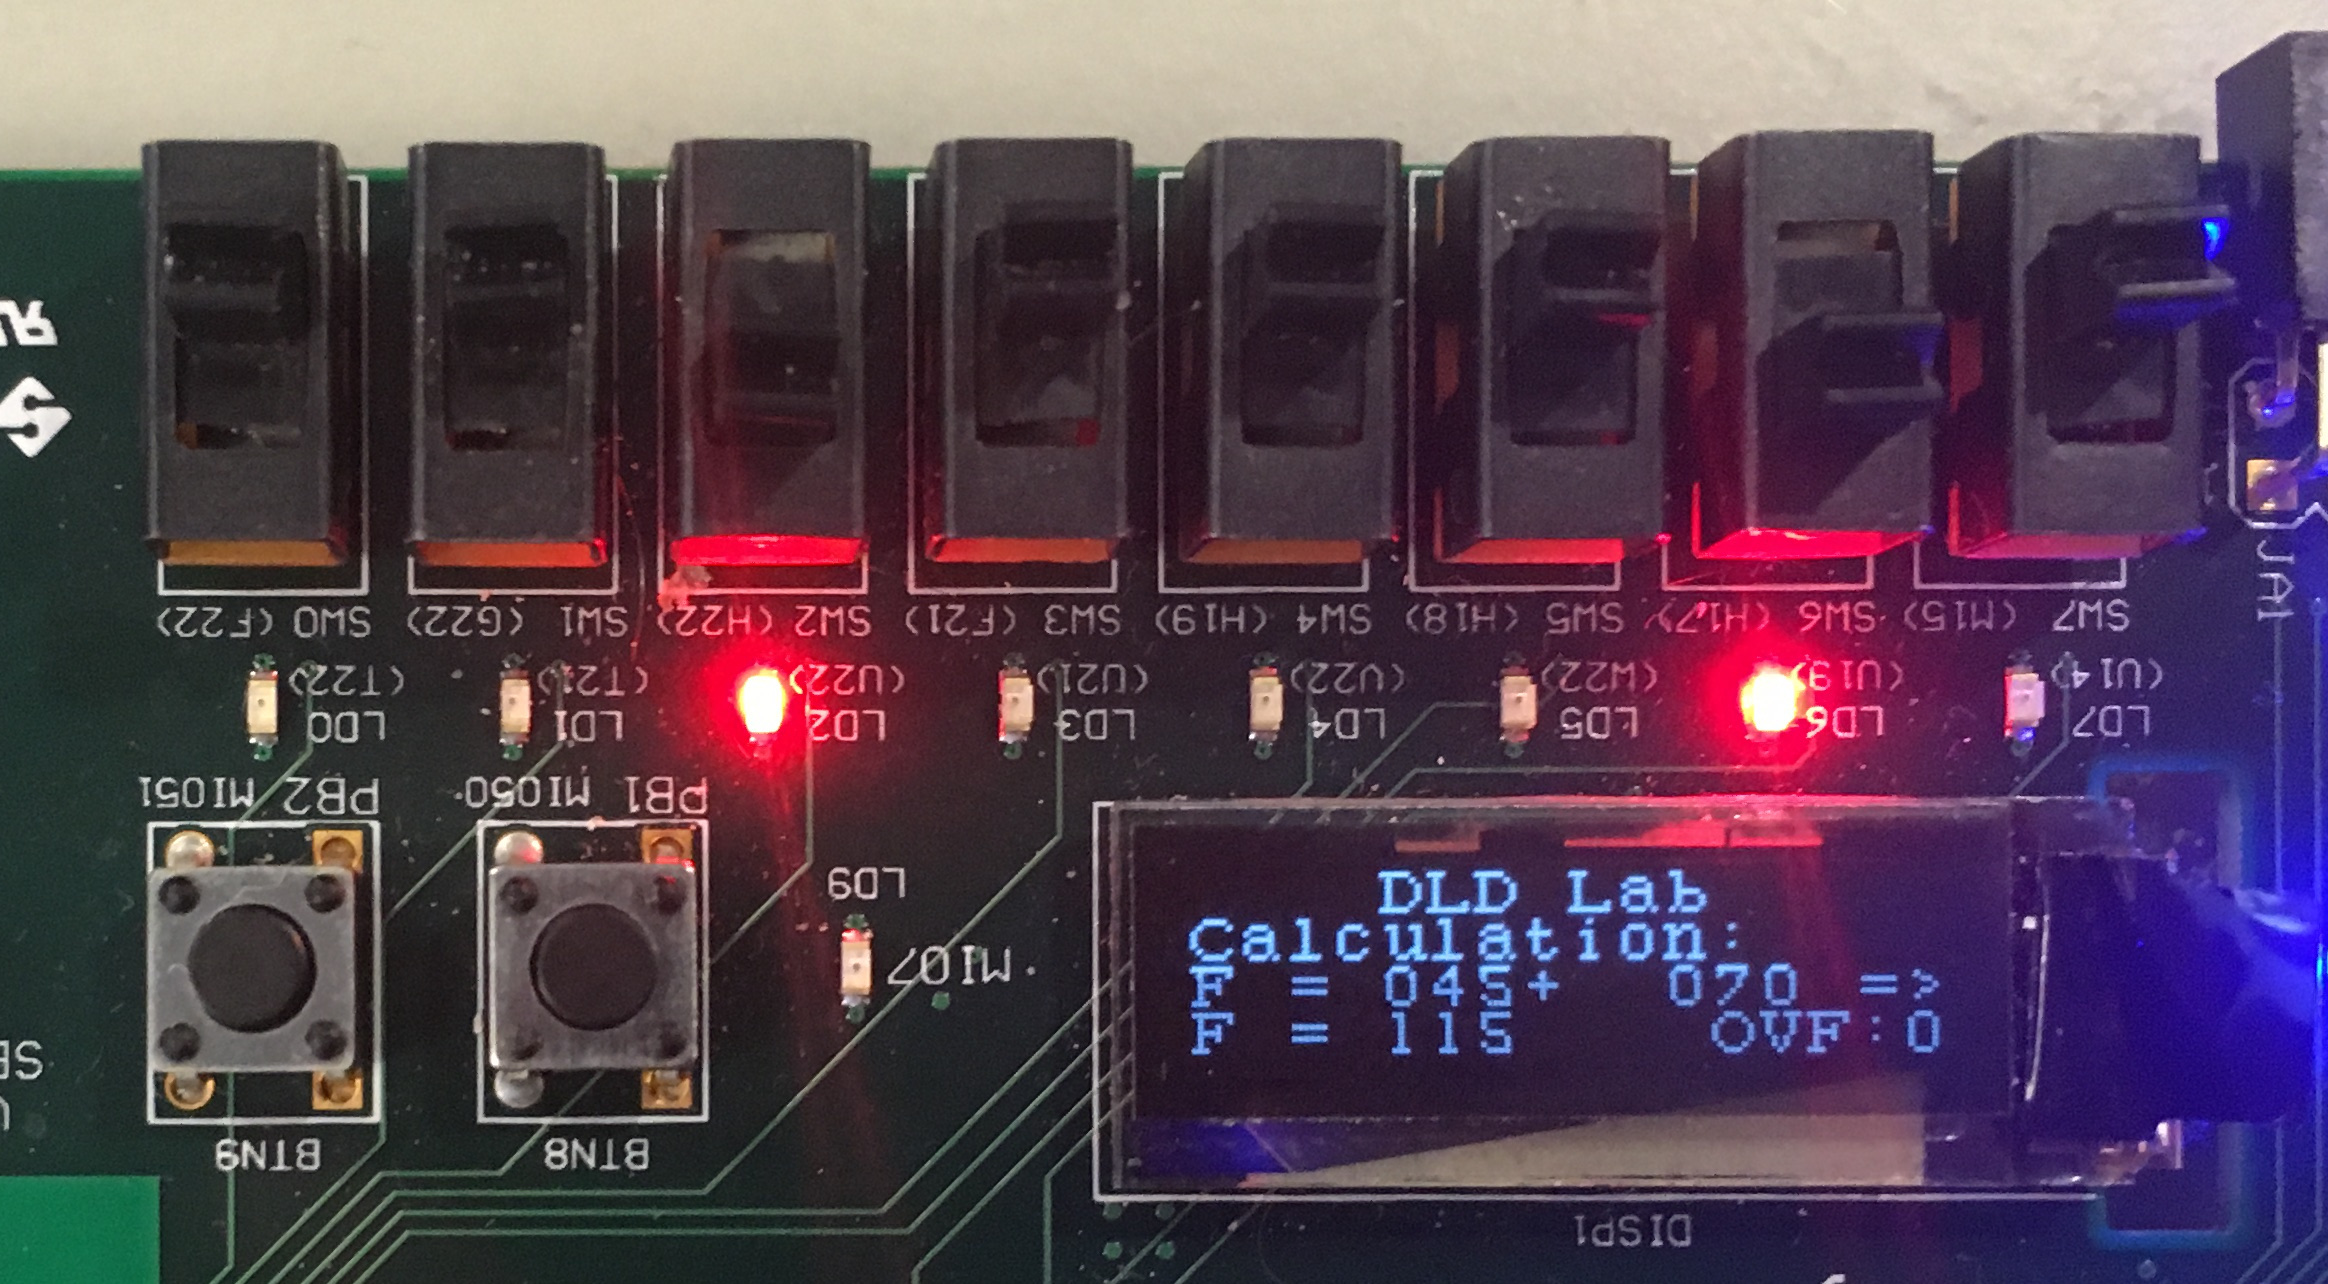 (F22) SW0
(G22) SW1
(H22) SW2
(F21) SW3
(H19) SW4
(H18) SW5
(H17) SW6
(M15) SW7
(T22)
LD0
(T21)
LD1
(U22)
LD2
(U21)
LD3
(V22)
LD4
(W22)
LD5
(U19)
LD6
(U14)
LD7
JA1
MIO51 PB2
MIO50 PB1
LD9
MIO7
BTN9
BTN8
DLD Lab
Calculation:
F = 045+ 070 =>
F = 115 OVF:0
DISP1